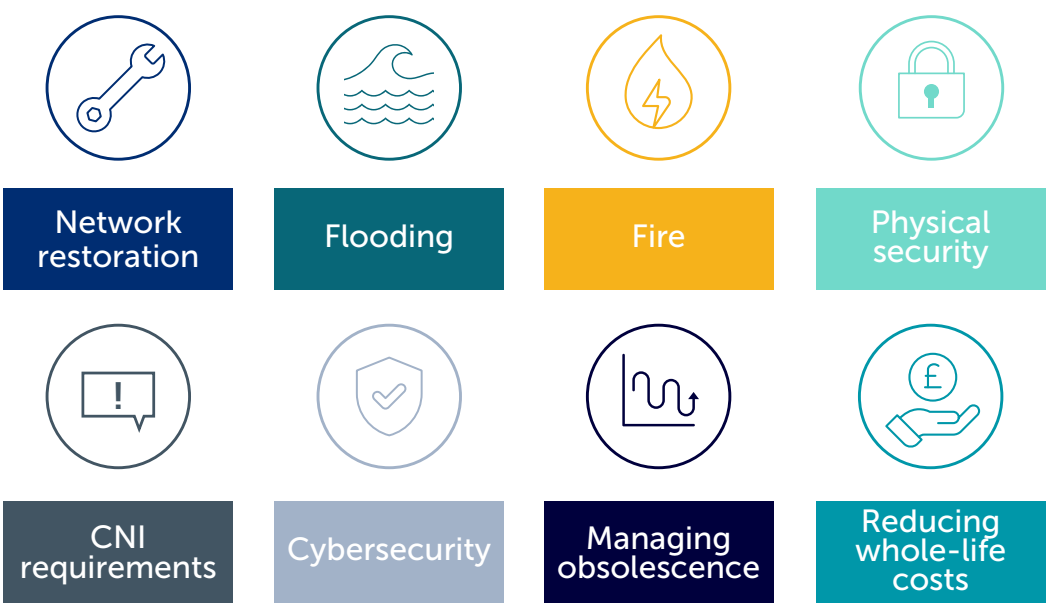 Network
restoration
Flooding
Fire
Physical
security
!
£
CNI
requirements
Cybersecurity
Managing
obsolescence
Reducing
whole-life
costs